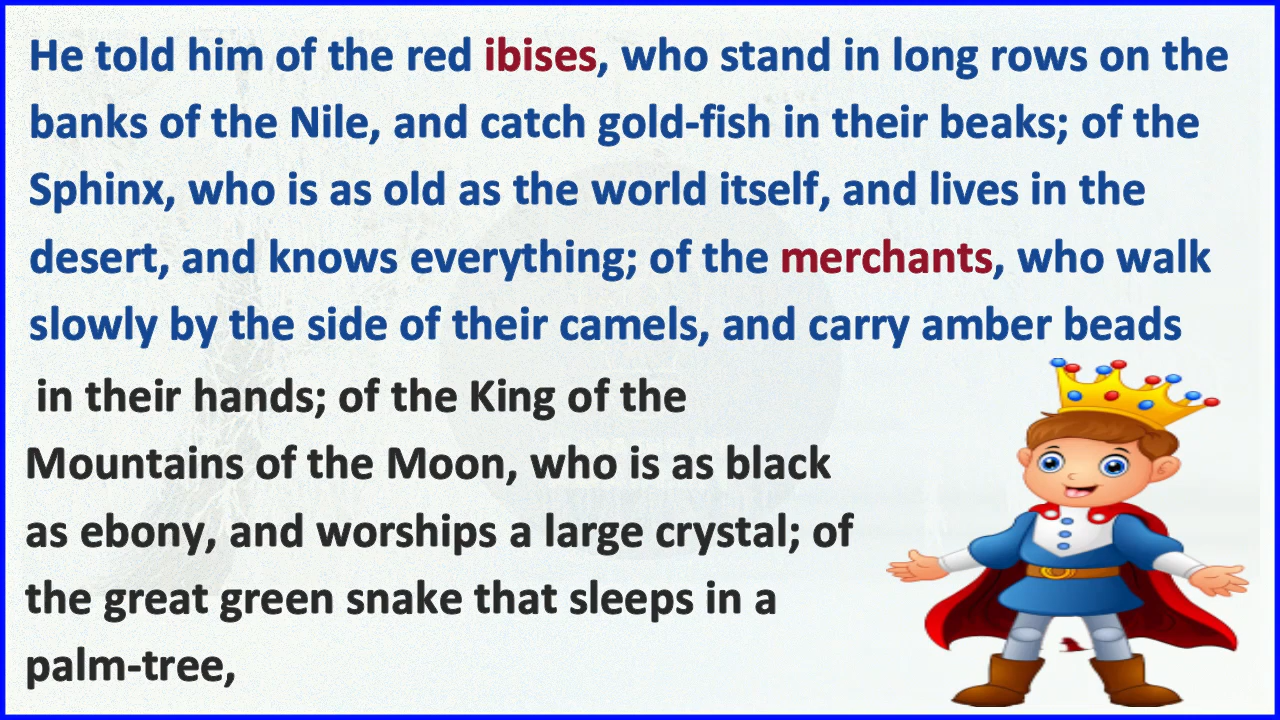 He told him of the red ibises, who stand in long rows on the
banks of the Nile, and catch gold-fish in their beaks; of the
Sphinx, who is as old as the world itself, and lives in the
desert, and knows everything; of the merchants, who walk
slowly by the side of their camels, and carry amber beads
in their hands; of the King of the
Mountains of the Moon, who is as black
as ebony, and worships a large crystal; of
the great green snake that sleeps in a
palm-tree,